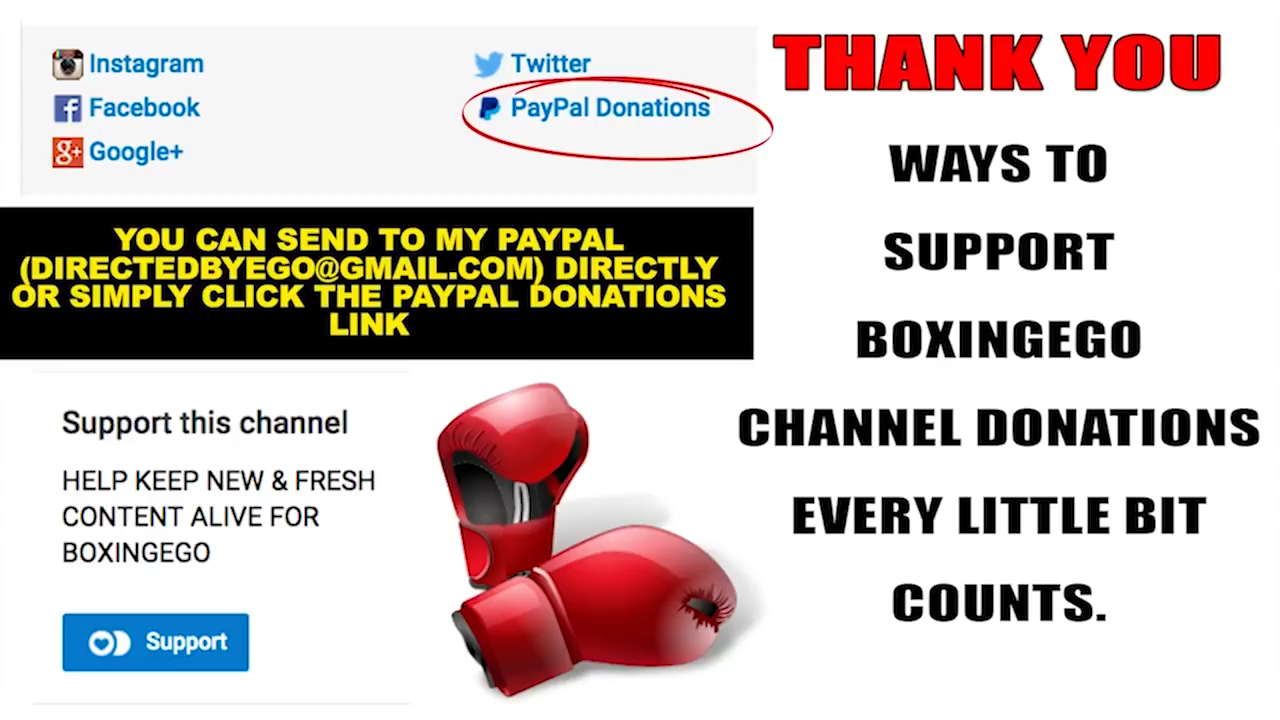 Instagram
Twitter
Facebook
PayPal Donations
Google+
YOU CAN SEND TO MY PAYPAL
(DIRECTEDBYEGO@GMAIL.COM) DIRECTLY
OR SIMPLY CLICK THE PAYPAL DONATIONS
LINK
Support this channel
HELP KEEP NEW & FRESH
CONTENT ALIVE FOR
BOXINGEGO
Support
THANK YOU
WAYS TO
SUPPORT
BOXINGEGO
CHANNEL DONATIONS
EVERY LITTLE BIT
COUNTS.